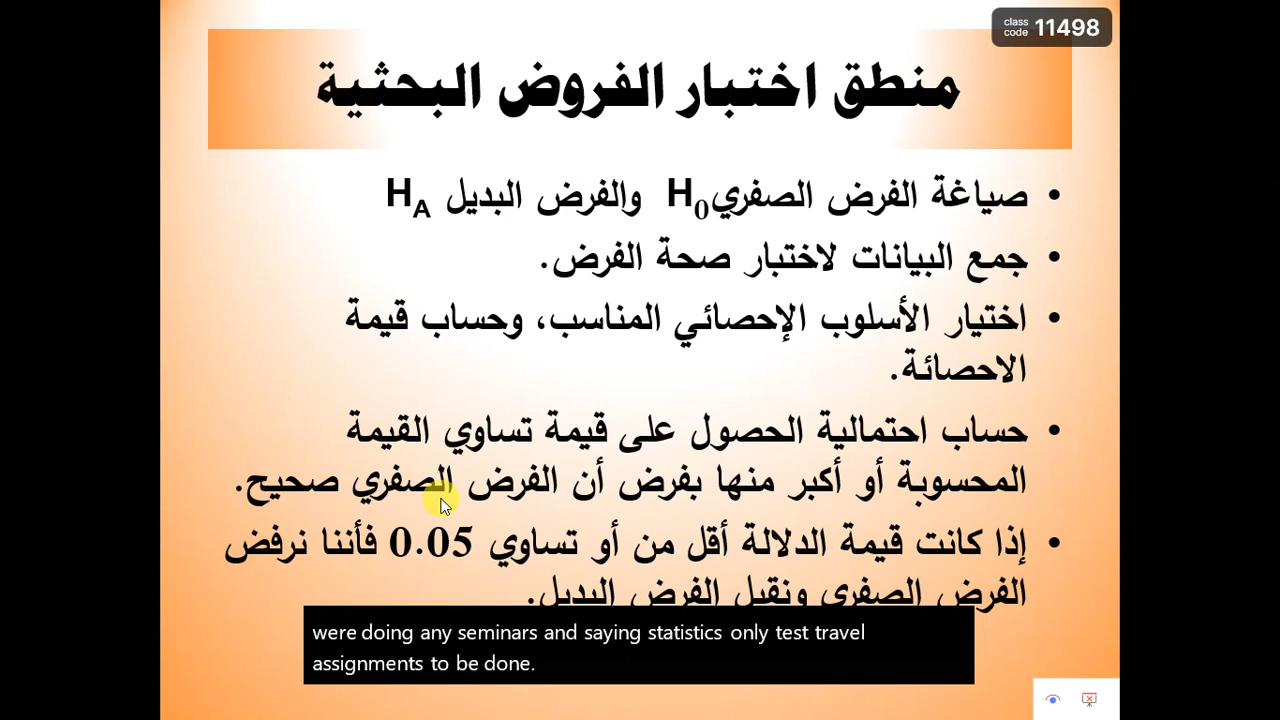 class code 11498
منطق اختبار الفروض البحثية
• صياغة الفرض الصفري H₀ والفرض البديل H_A
• جمع البيانات لاختبار صحة الفرض.
• اختيار الأسلوب الإحصائي المناسب، وحساب قيمة
الاحصائة.
• حساب احتمالية الحصول على قيمة تساوي القيمة
المحسوبة أو أكبر منها بفرض أن الفرض الصفري صحيح.
• إذا كانت قيمة الدلالة أقل من أو تساوي 0.05 فأننا نرفض
الفرض الصفري ونقبل الفرض البديل.
were doing any seminars and saying statistics only test travel
assignments to be done.